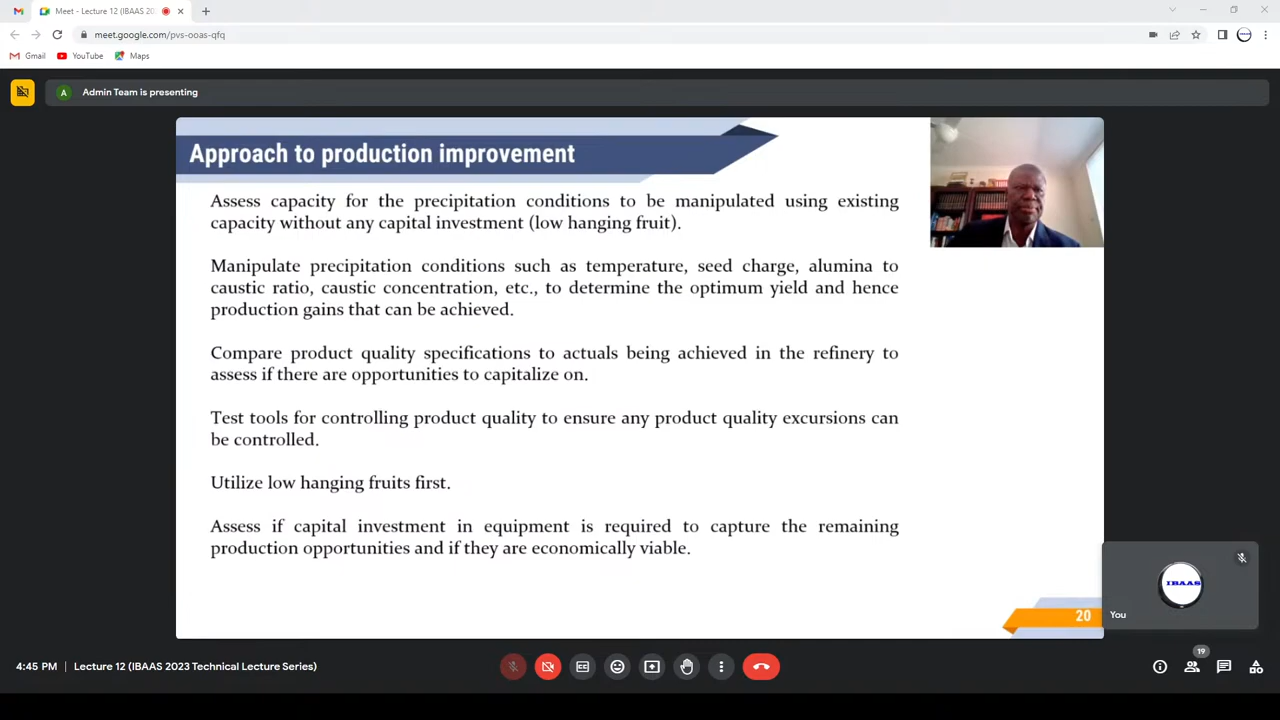 Meet - Lecture 12 (IBAAS 20
meet.google.com/pvs-ooas-qfq
Gmail
YouTube
Maps
A
Admin Team is presenting
Approach to production improvement
Assess capacity for the precipitation conditions to be manipulated using existing
capacity without any capital investment (low hanging fruit).
Manipulate precipitation conditions such as temperature, seed charge, alumina to
caustic ratio, caustic concentration, etc., to determine the optimum yield and hence
production gains that can be achieved.
Compare product quality specifications to actuals being achieved in the refinery to
assess if there are opportunities to capitalize on.
Test tools for controlling product quality to ensure any product quality excursions can
be controlled.
Utilize low hanging fruits first.
Assess if capital investment in equipment is required to capture the remaining
production opportunities and if they are economically viable.
20
IBAAS
You
4:45 PM | Lecture 12 (IBAAS 2023 Technical Lecture Series)
19